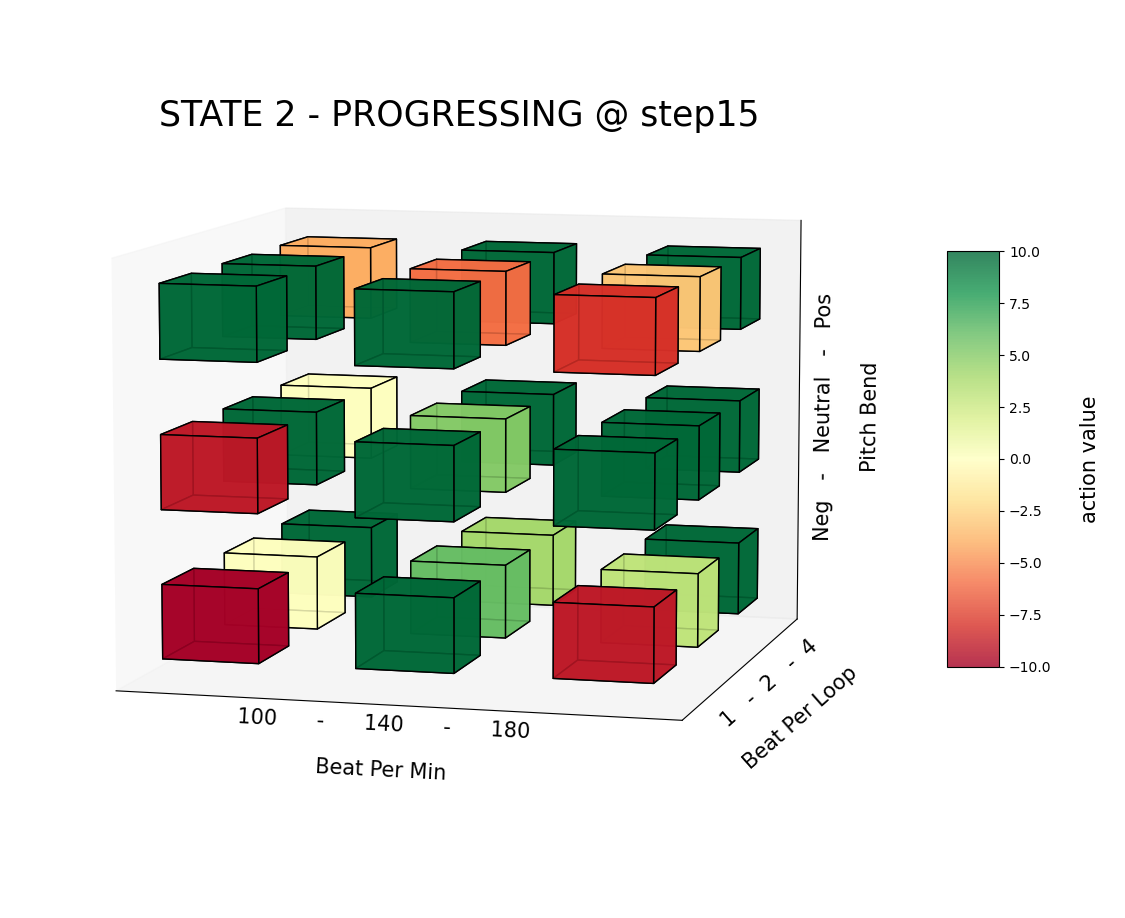 STATE 2 - PROGRESSING @ step15
10.0
7.5
5.0
2.5
0.0
−2.5
−5.0
−7.5
−10.0
action value
Neg - Neutral - Pos
Pitch Bend
1 - 2 - 4
Beat Per Loop
100 - 140 - 180
Beat Per Min